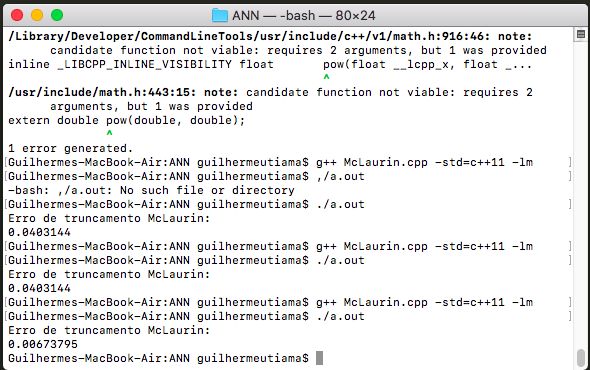 ANN — -bash — 80×24
/Library/Developer/CommandLineTools/usr/include/c++/v1/math.h:916:46: note:
candidate function not viable: requires 2 arguments, but 1 was provided
inline _LIBCPP_INLINE_VISIBILITY float pow(float __lcpp_x, float _...
^
/usr/include/math.h:443:15: note: candidate function not viable: requires 2
arguments, but 1 was provided
extern double pow(double, double);
^
1 error generated.
[Guilhermes-MacBook-Air:ANN guilhermeutiama$ g++ McLaurin.cpp -std=c++11 -lm ]
[Guilhermes-MacBook-Air:ANN guilhermeutiama$ ,/a.out ]
-bash: ,/a.out: No such file or directory
[Guilhermes-MacBook-Air:ANN guilhermeutiama$ ./a.out ]
Erro de truncamento McLaurin:
0.0403144
[Guilhermes-MacBook-Air:ANN guilhermeutiama$ g++ McLaurin.cpp -std=c++11 -lm ]
[Guilhermes-MacBook-Air:ANN guilhermeutiama$ ./a.out ]
Erro de truncamento McLaurin:
0.0403144
[Guilhermes-MacBook-Air:ANN guilhermeutiama$ g++ McLaurin.cpp -std=c++11 -lm ]
[Guilhermes-MacBook-Air:ANN guilhermeutiama$ ./a.out ]
Erro de truncamento McLaurin:
0.00673795
Guilhermes-MacBook-Air:ANN guilhermeutiama$